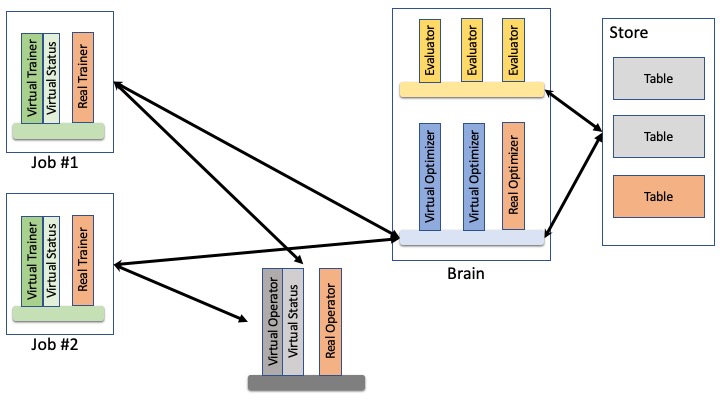 Virtual Trainer
Virtual Status
Real Trainer
Job #1
Virtual Trainer
Virtual Status
Real Trainer
Job #2
Virtual Operator
Virtual Status
Real Operator
Evaluator
Evaluator
Evaluator
Virtual Optimizer
Virtual Optimizer
Real Optimizer
Brain
Store
Table
Table
Table